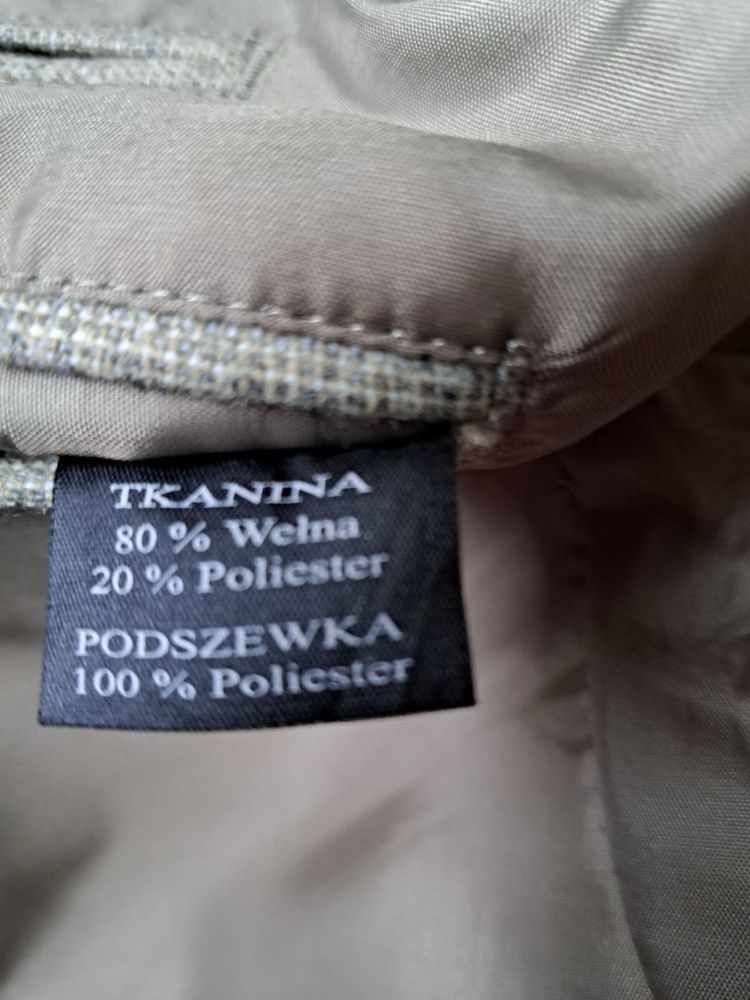 TKANINA
80 % Wełna
20 % Poliester
PODSZEWKA
100 % Poliester